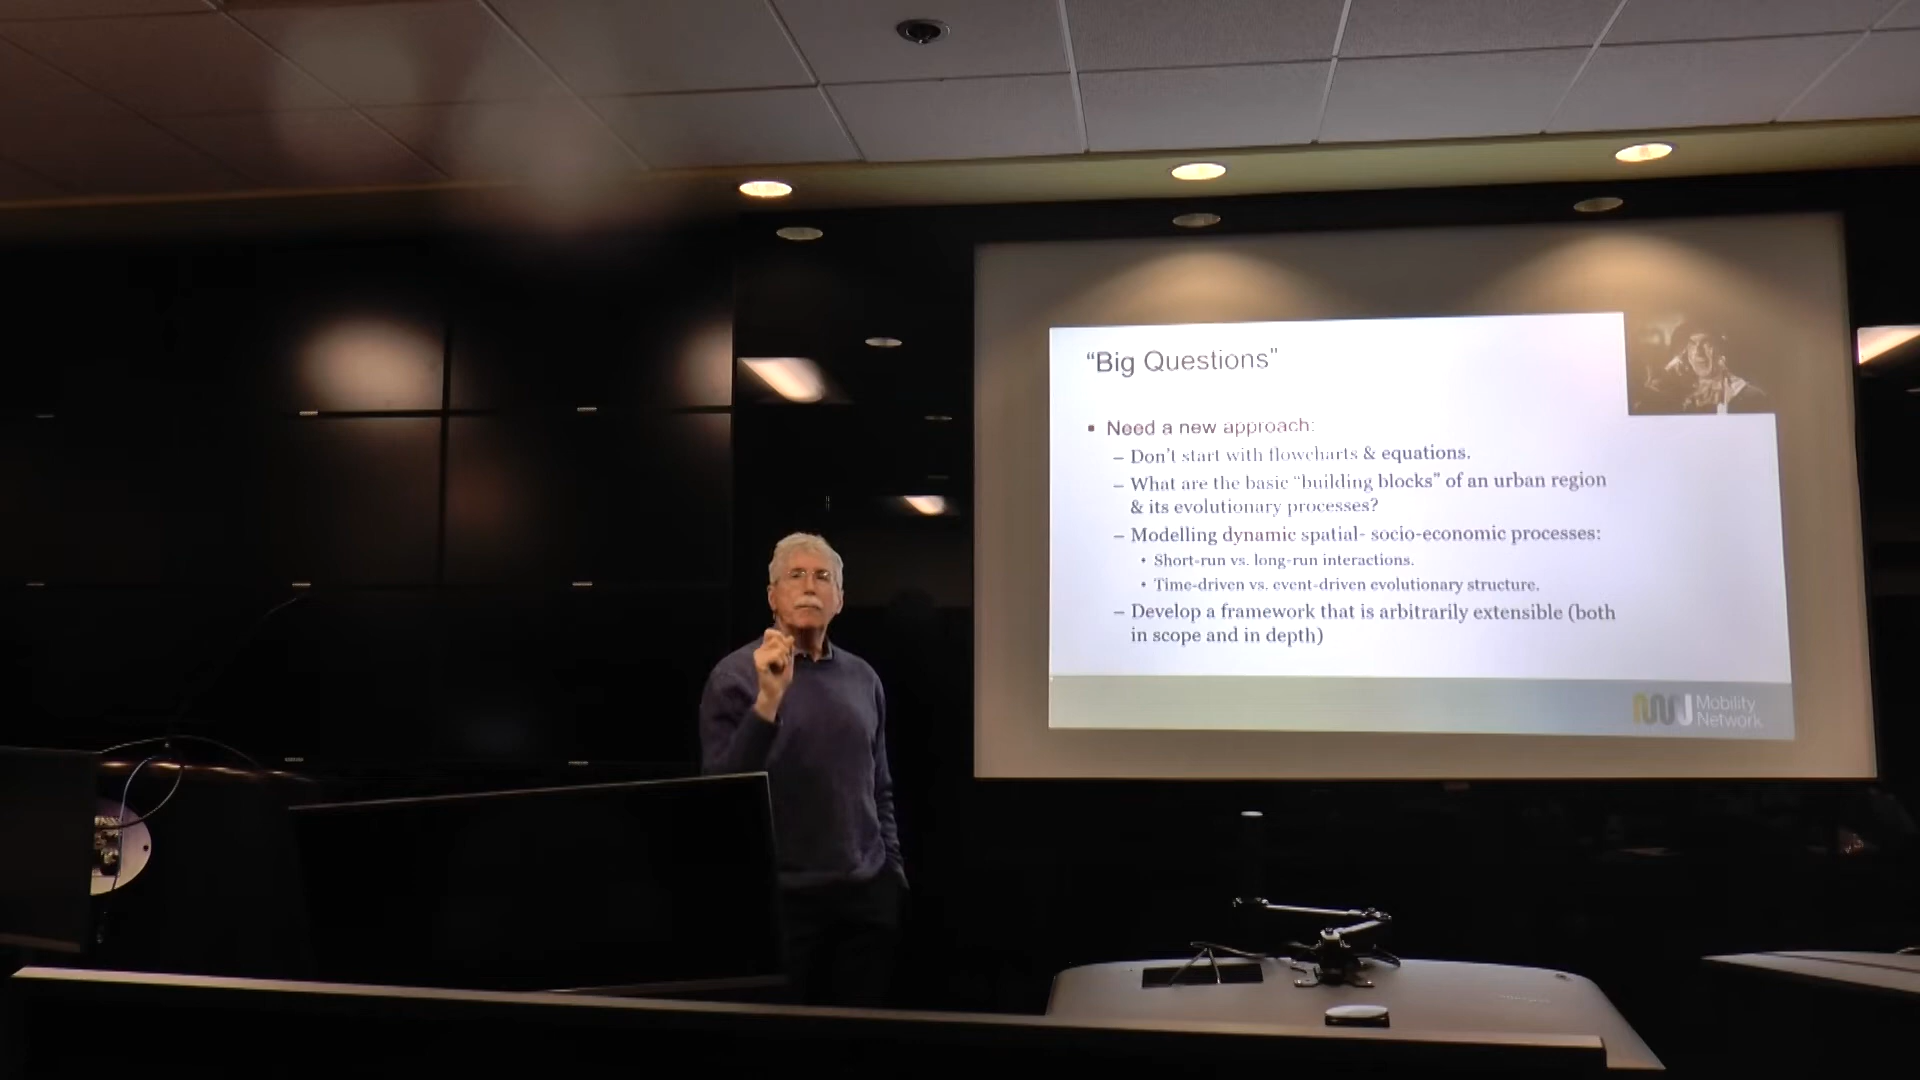 “Big Questions”
• Need a new approach:
– Don't start with flowcharts & equations.
– What are the basic “building blocks” of an urban region
& its evolutionary processes?
– Modelling dynamic spatial- socio-economic processes:
• Short-run vs. long-run interactions.
• Time-driven vs. event-driven evolutionary structure.
– Develop a framework that is arbitrarily extensible (both
in scope and in depth)
Mobility
Network